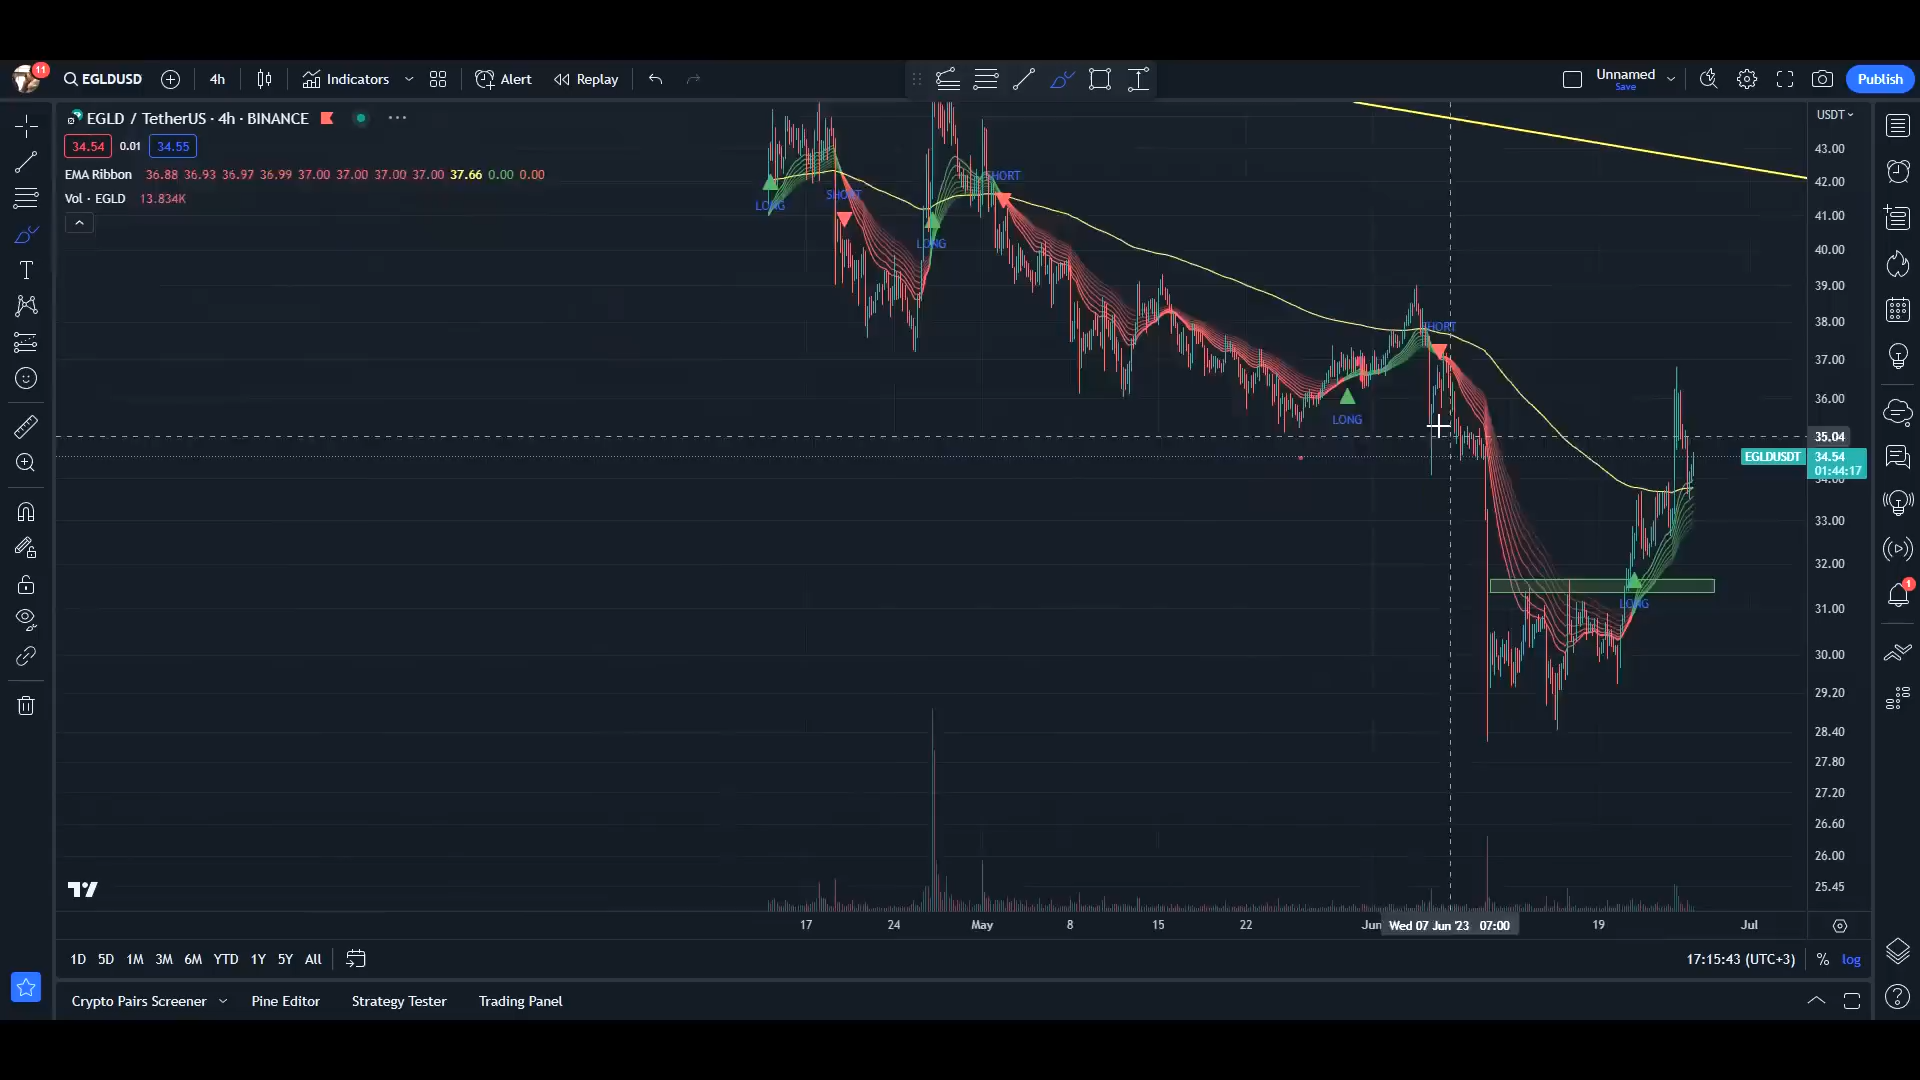 11
EGLDUSD
4h
Indicators
Alert
Replay
Unnamed
Save
Publish
EGLD / TetherUS · 4h · BINANCE
USDT
34.54 0.01 34.55
EMA Ribbon 36.88 36.93 36.97 36.99 37.00 37.00 37.00 37.00 37.66 0.00 0.00
Vol · EGLD 13.834K
43.00
42.00
41.00
40.00
39.00
38.00
37.00
36.00
35.04
EGLDUSDT 34.54
01:44:17
34.00
33.00
32.00
31.00
30.00
29.20
28.40
27.80
27.20
26.60
26.00
25.45
LONG
SHORT
LONG
SHORT
LONG
SHORT
LONG
1
17 24 May 8 15 22 Jun Wed 07 Jun '23 07:00 19 Jul
1D 5D 1M 3M 6M YTD 1Y 5Y All
17:15:43 (UTC+3) % log
Crypto Pairs Screener Pine Editor Strategy Tester Trading Panel